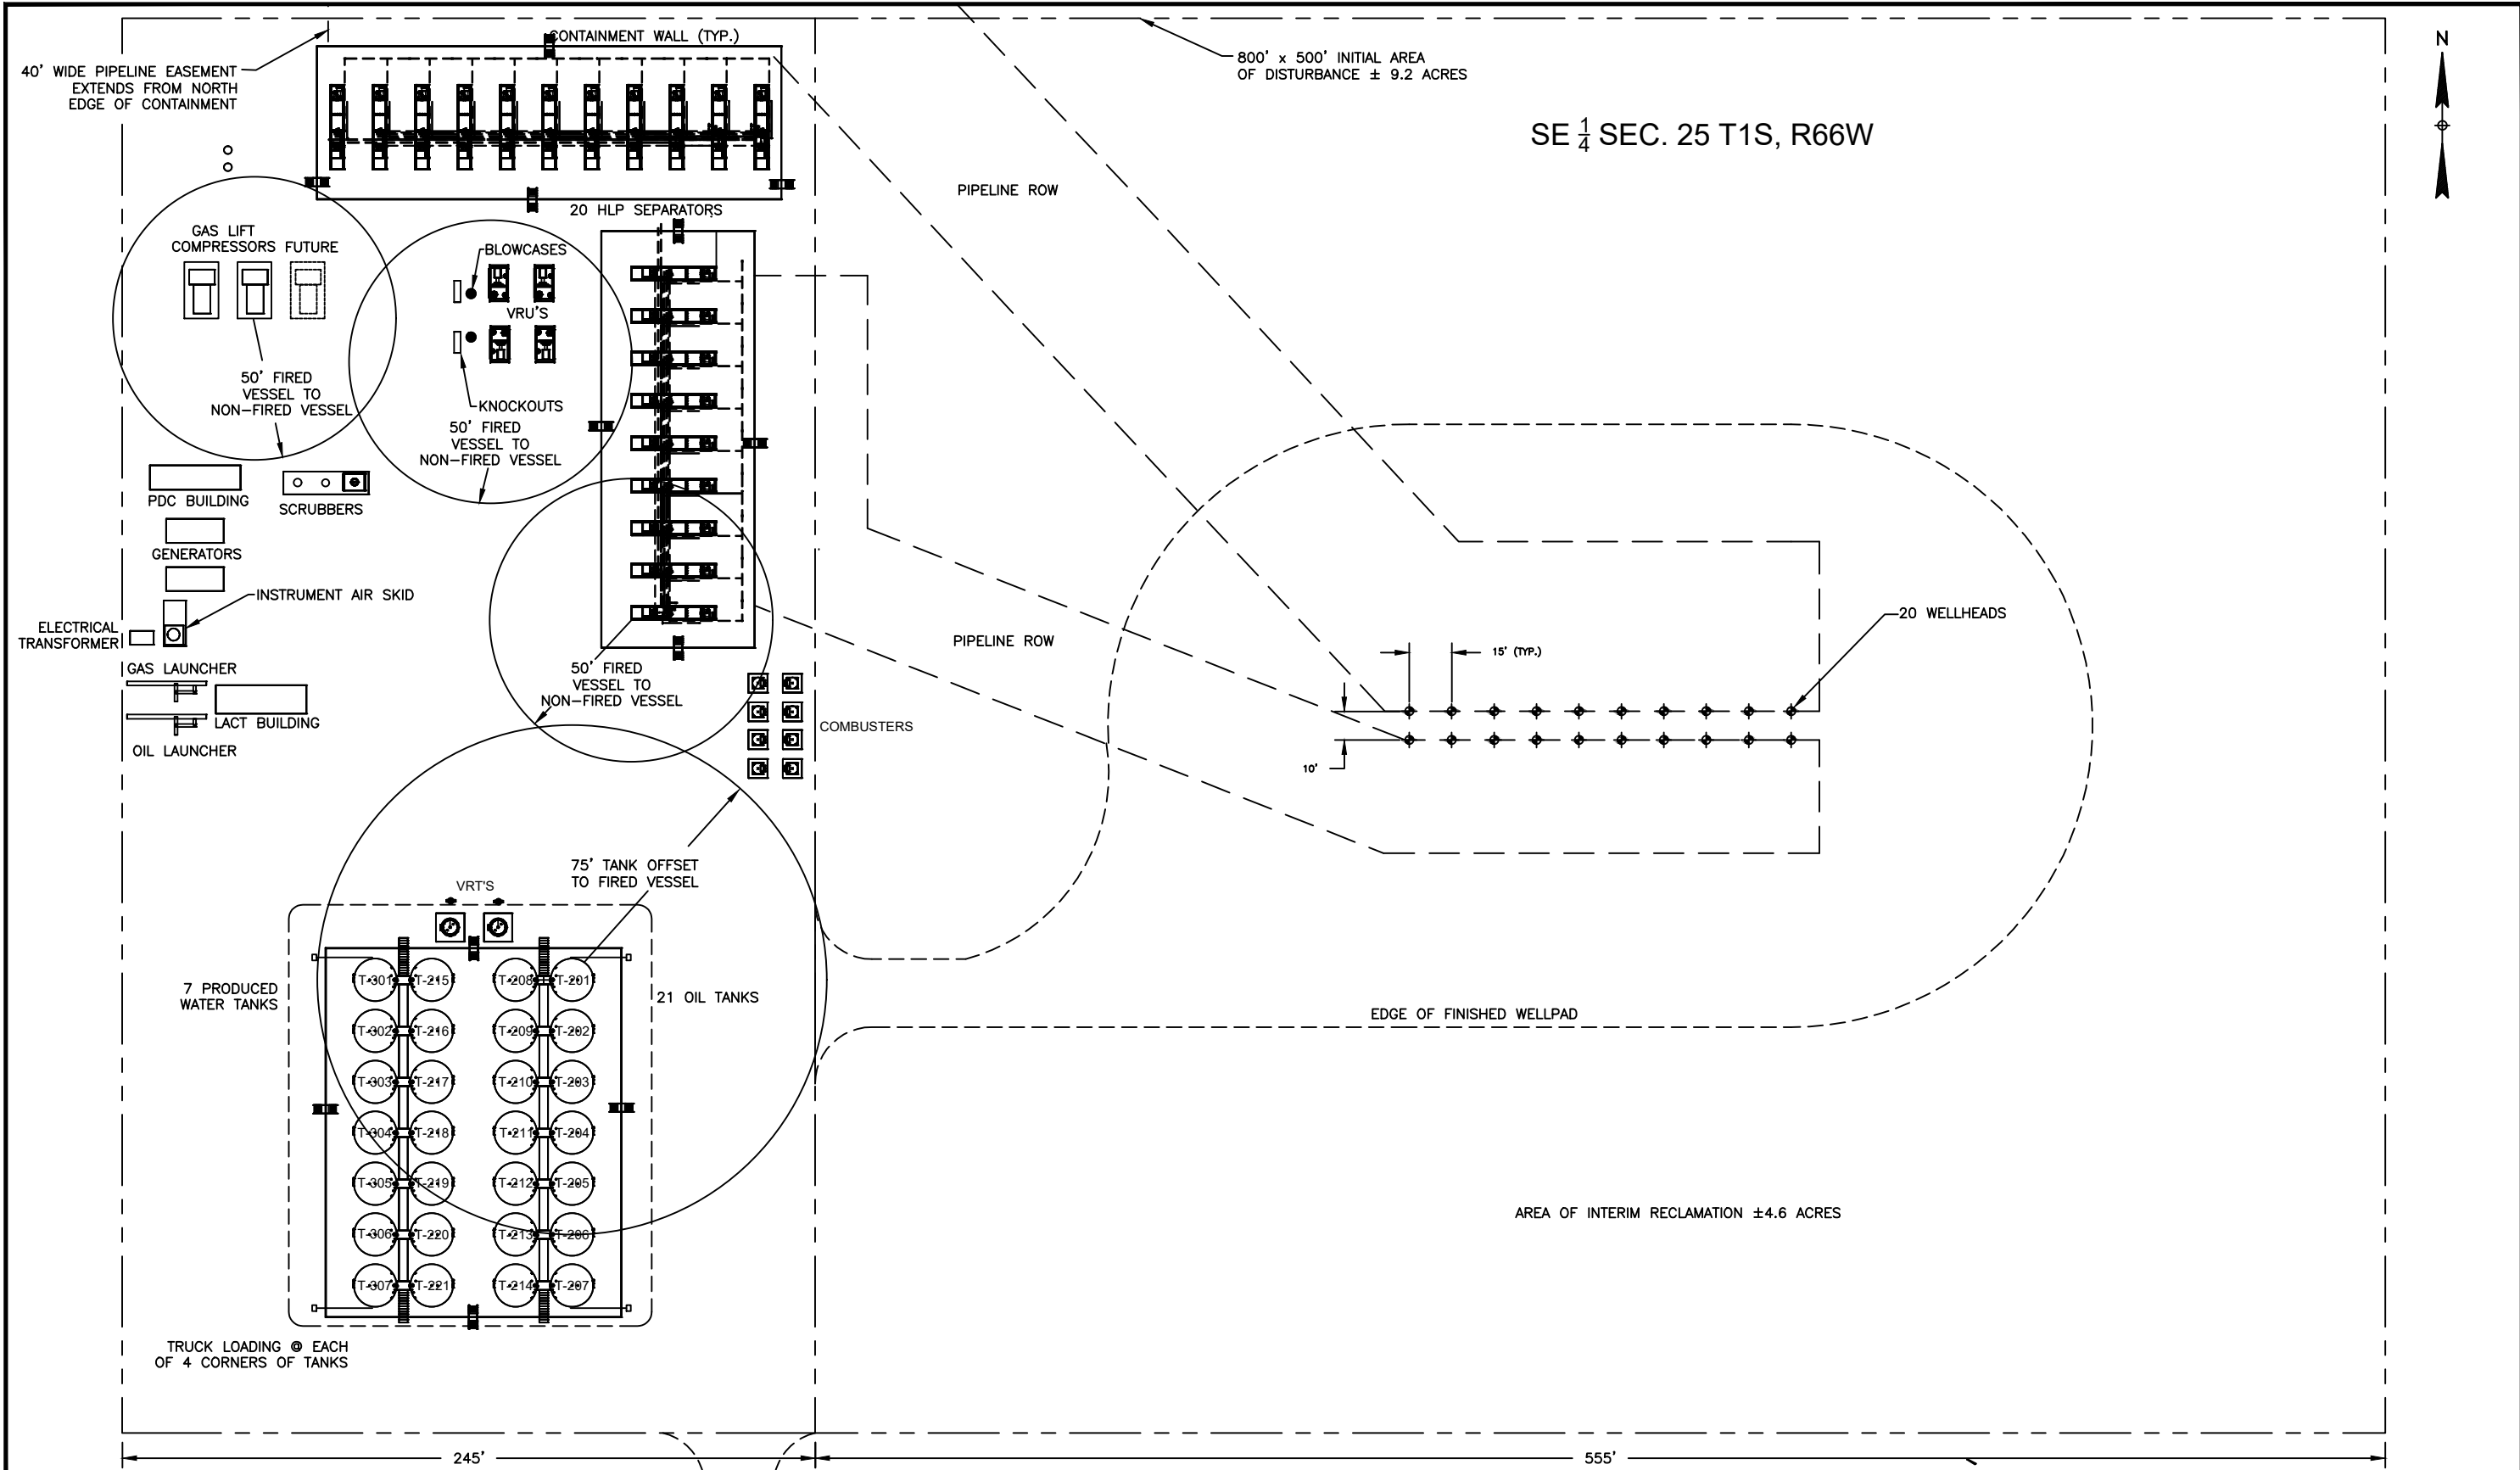 CONTAINMENT WALL (TYP.)
40' WIDE PIPELINE EASEMENT
EXTENDS FROM NORTH
EDGE OF CONTAINMENT
800' x 500' INITIAL AREA
OF DISTURBANCE ± 9.2 ACRES
N
SE 1/4 SEC. 25 T1S, R66W
PIPELINE ROW
20 HLP SEPARATORS
GAS LIFT
COMPRESSORS FUTURE
BLOWCASES
VRU'S
50' FIRED
VESSEL TO
NON-FIRED VESSEL
KNOCKOUTS
50' FIRED
VESSEL TO
NON-FIRED VESSEL
PDC BUILDING
SCRUBBERS
GENERATORS
INSTRUMENT AIR SKID
ELECTRICAL
TRANSFORMER
GAS LAUNCHER
LACT BUILDING
OIL LAUNCHER
50' FIRED
VESSEL TO
NON-FIRED VESSEL
COMBUSTERS
PIPELINE ROW
20 WELLHEADS
15' (TYP.)
10'
75' TANK OFFSET
TO FIRED VESSEL
VRT'S
7 PRODUCED
WATER TANKS
21 OIL TANKS
T-301 T-215 T-208 T-201
T-302 T-216 T-209 T-202
T-303 T-217 T-210 T-203
T-304 T-218 T-211 T-204
T-305 T-219 T-212 T-205
T-306 T-220 T-213 T-206
T-307 T-221 T-214 T-207
EDGE OF FINISHED WELLPAD
AREA OF INTERIM RECLAMATION ±4.6 ACRES
TRUCK LOADING @ EACH
OF 4 CORNERS OF TANKS
245'
555'